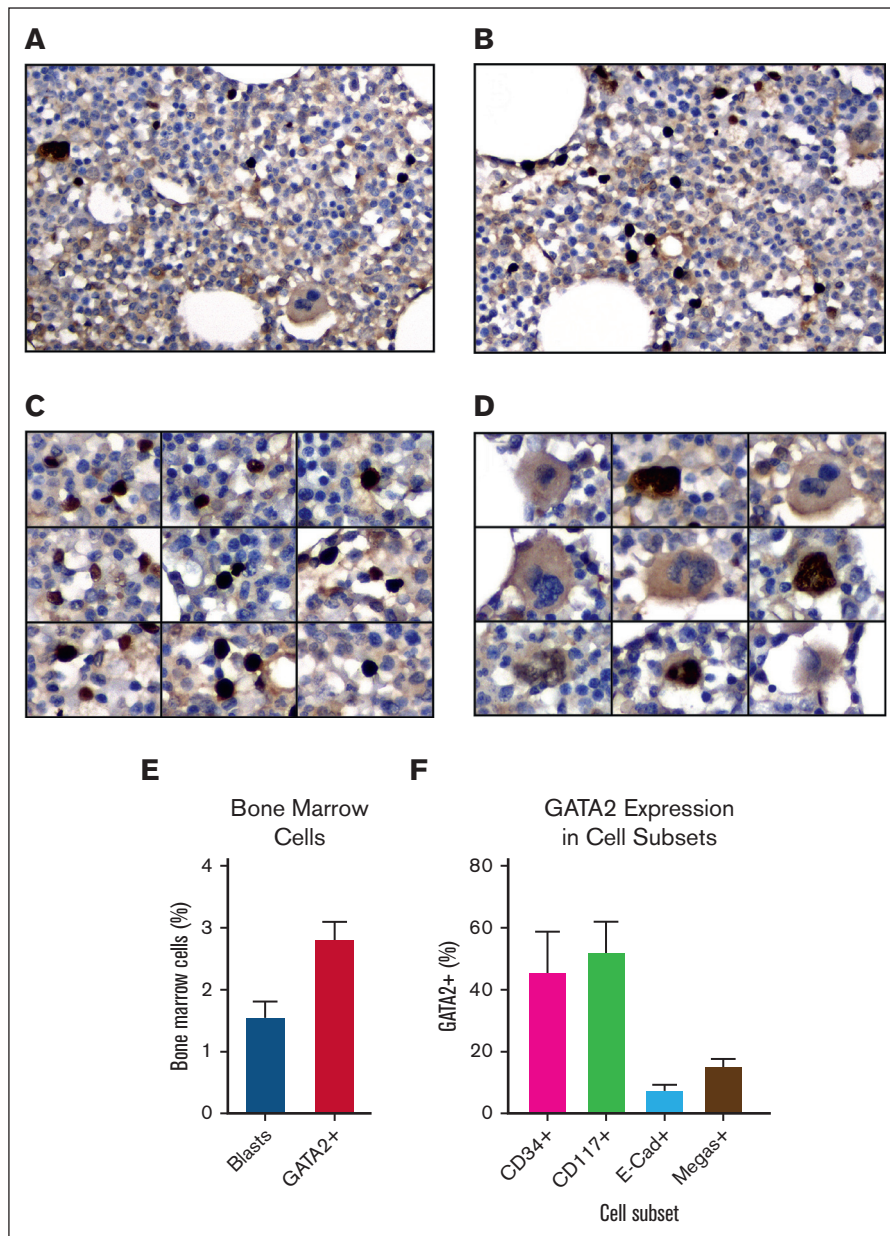 A
B
C
D
E
F
Bone Marrow
Cells
Bone marrow cells (%)
4
3
2
1
0
Blasts
GATA2+
GATA2 Expression
in Cell Subsets
GATA2+ (%)
80
60
40
20
0
CD34+
CD117+
E-Cad+
Megas+
Cell subset